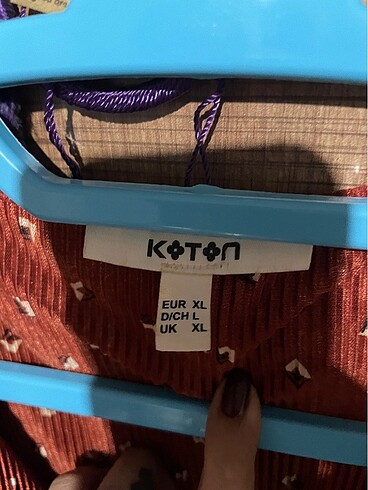 KOTON
EUR XL
D/CH L
UK XL